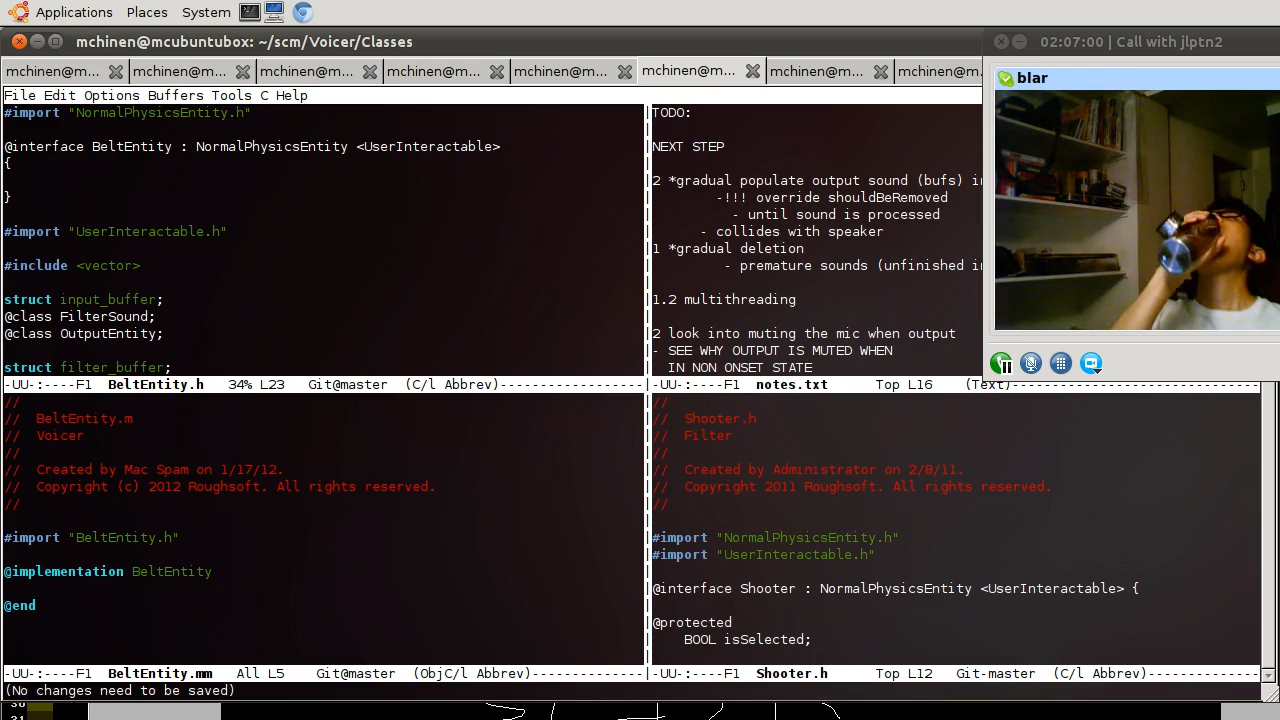 Applications Places System
mchinen@mcubuntubox: ~/scm/Voicer/Classes
02:07:00 | Call with jlptn2
mchinen@m... mchinen@m... mchinen@m... mchinen@m... mchinen@m... mchinen@m... mchinen@m... mchinen@m.
blar
File Edit Options Buffers Tools C Help
#import "NormalPhysicsEntity.h"
@interface BeltEntity : NormalPhysicsEntity <UserInteractable>
{
}
#import "UserInteractable.h"
#include <vector>
struct input_buffer;
@class FilterSound;
@class OutputEntity;
struct filter_buffer;
-UU-:----F1 BeltEntity.h 34% L23 Git@master (C/l Abbrev)-----------------
TODO:
NEXT STEP
2 *gradual populate output sound (bufs) in
-!!! override shouldBeRemoved
- until sound is processed
- collides with speaker
1 *gradual deletion
- premature sounds (unfinished in
1.2 multithreading
2 look into muting the mic when output
- SEE WHY OUTPUT IS MUTED WHEN
IN NON ONSET STATE
-UU-:----F1 notes.txt Top L16 (Text)-----------------------------
//
// BeltEntity.m
// Voicer
//
// Created by Mac Spam on 1/17/12.
// Copyright (c) 2012 Roughsoft. All rights reserved.
//
#import "BeltEntity.h"
@implementation BeltEntity
@end
-UU-:----F1 BeltEntity.mm All L5 Git@master (ObjC/l Abbrev)--------------
//
// Shooter.h
// Filter
//
// Created by Administrator on 2/8/11.
// Copyright 2011 Roughsoft. All rights reserved.
//
#import "NormalPhysicsEntity.h"
#import "UserInteractable.h"
@interface Shooter : NormalPhysicsEntity <UserInteractable> {
@protected
BOOL isSelected;
-UU-:----F1 Shooter.h Top L12 Git-master (C/l Abbrev)--------------
(No changes need to be saved)